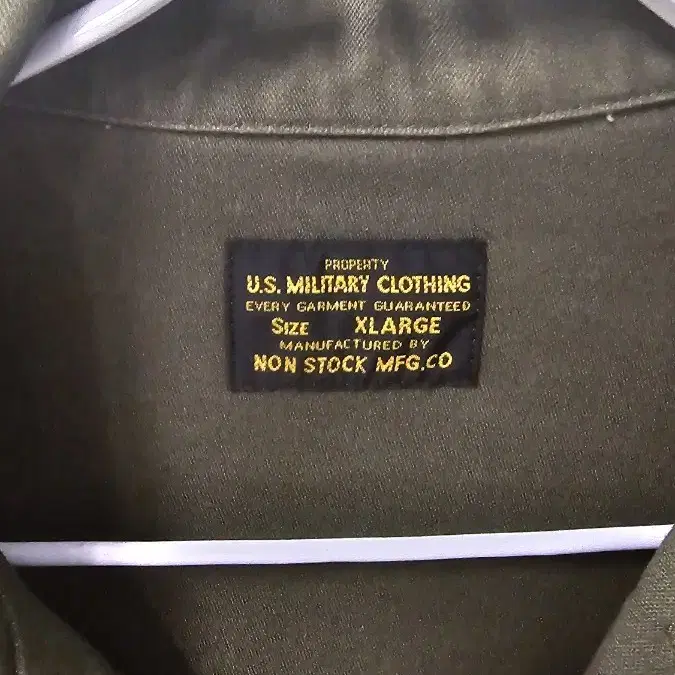 PROPERTY
U.S. MILITARY CLOTHING
EVERY GARMENT GUARANTEED
SIZE XLARGE
MANUFACTURED BY
NON STOCK MFG.CO